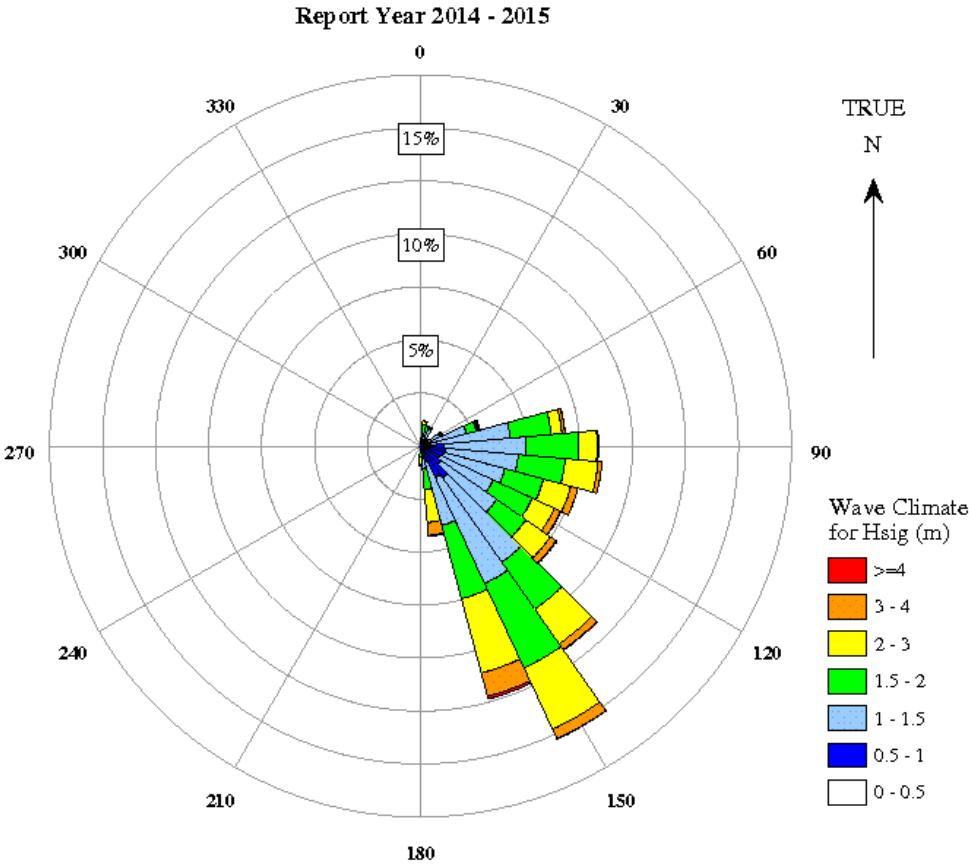 Report Year 2014 - 2015
0
330
30
TRUE
N
15%
300
10%
60
5%
270
90
Wave Climate
for Hsig (m)
>=4
3 - 4
2 - 3
1.5 - 2
1 - 1.5
0.5 - 1
0 - 0.5
240
120
210
150
180